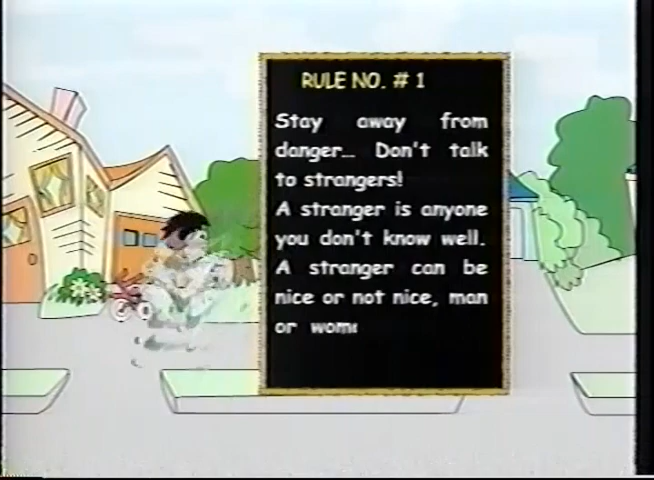 RULE NO. # 1
Stay away from
danger... Don't talk
to strangers!
A stranger is anyone
you don't know well.
A stranger can be
nice or not nice, man
or wom